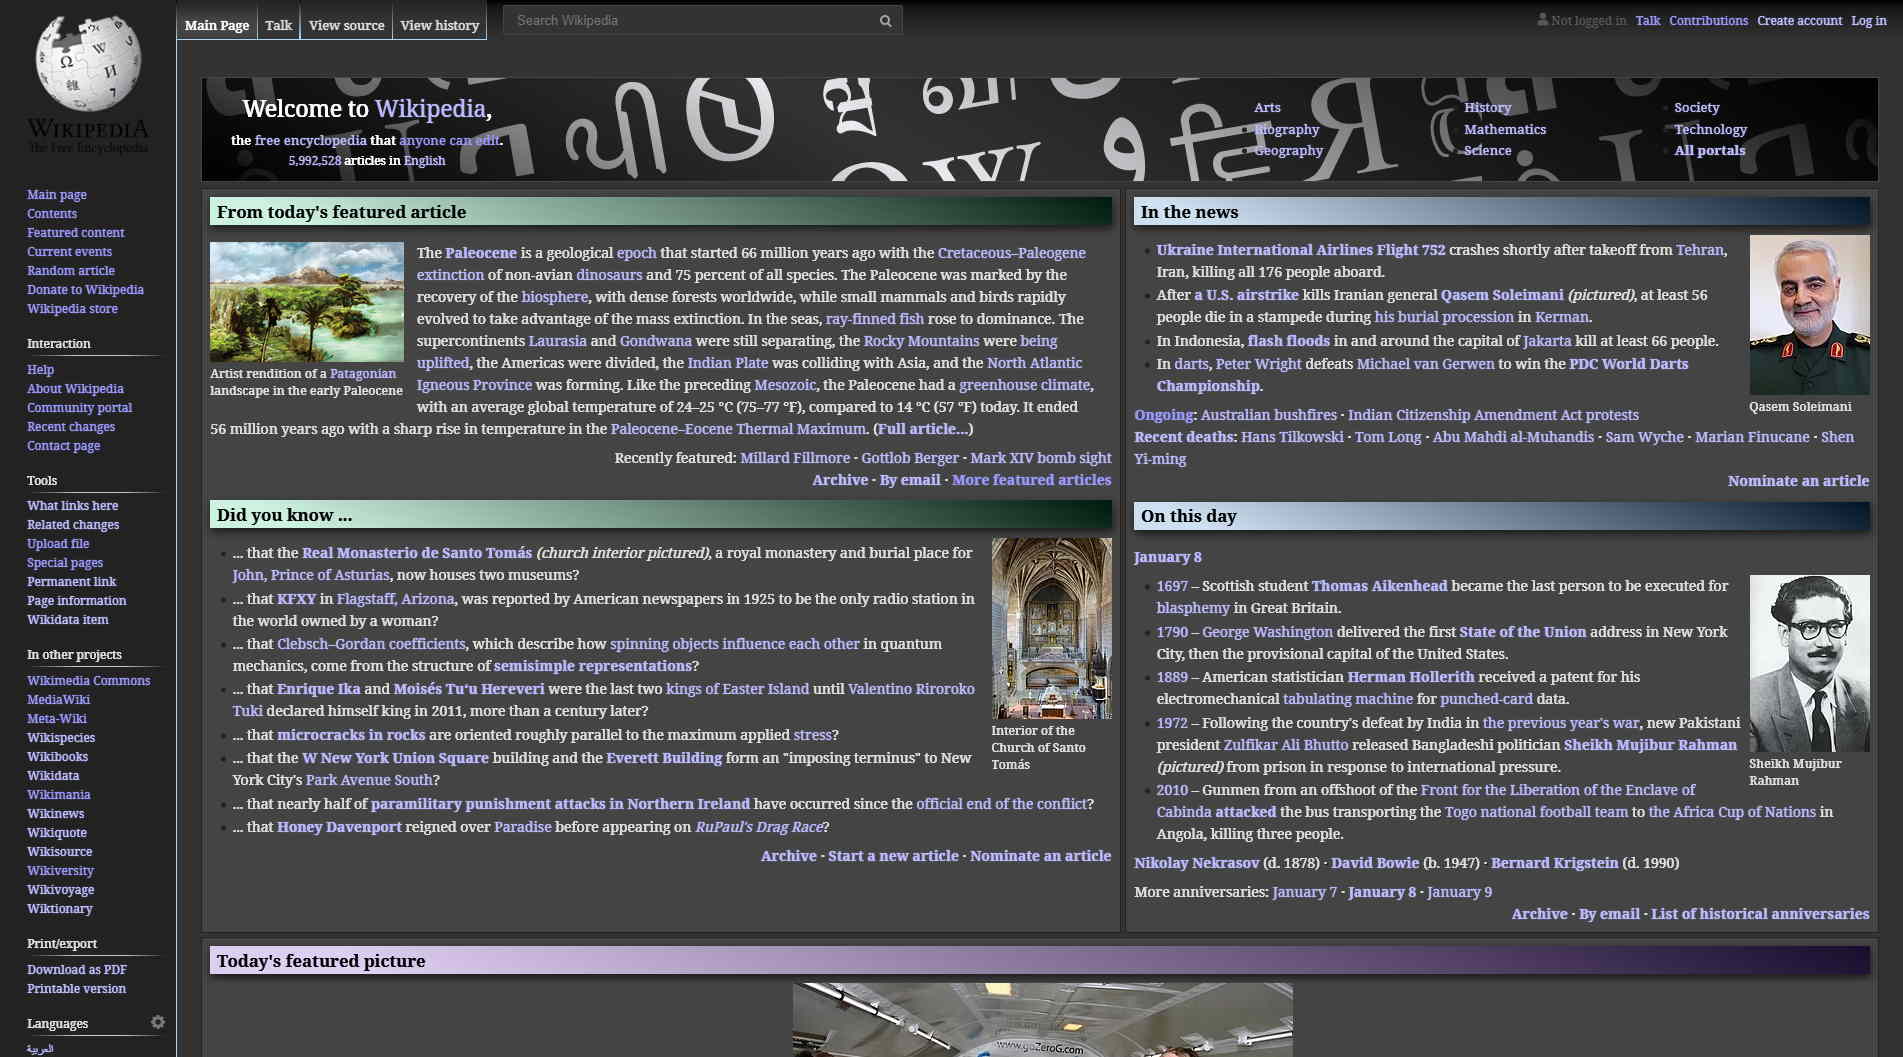 Main Page
Talk
View source
View history
Search Wikipedia
Not logged in
Talk
Contributions
Create account
Log in
WIKIPEDIA
The Free Encyclopedia
Main page
Contents
Featured content
Current events
Random article
Donate to Wikipedia
Wikipedia store
Interaction
Help
About Wikipedia
Community portal
Recent changes
Contact page
Tools
What links here
Related changes
Upload file
Special pages
Permanent link
Page information
Wikidata item
In other projects
Wikimedia Commons
MediaWiki
Meta-Wiki
Wikispecies
Wikibooks
Wikidata
Wikimania
Wikinews
Wikiquote
Wikisource
Wikiversity
Wikivoyage
Wiktionary
Print/export
Download as PDF
Printable version
Languages
العربية
Welcome to Wikipedia,
the free encyclopedia that anyone can edit.
5,992,528 articles in English
Arts
Biography
Geography
History
Mathematics
Science
Society
Technology
All portals
From today's featured article
Artist rendition of a Patagonian
landscape in the early Paleocene
The Paleocene is a geological epoch that started 66 million years ago with the Cretaceous–Paleogene
extinction of non-avian dinosaurs and 75 percent of all species. The Paleocene was marked by the
recovery of the biosphere, with dense forests worldwide, while small mammals and birds rapidly
evolved to take advantage of the mass extinction. In the seas, ray-finned fish rose to dominance. The
supercontinents Laurasia and Gondwana were still separating, the Rocky Mountains were being
uplifted, the Americas were divided, the Indian Plate was colliding with Asia, and the North Atlantic
Igneous Province was forming. Like the preceding Mesozoic, the Paleocene had a greenhouse climate,
with an average global temperature of 24–25 °C (75–77 °F), compared to 14 °C (57 °F) today. It ended
56 million years ago with a sharp rise in temperature in the Paleocene–Eocene Thermal Maximum. (Full article...)
Recently featured: Millard Fillmore · Gottlob Berger · Mark XIV bomb sight
Archive · By email · More featured articles
Did you know ...
... that the Real Monasterio de Santo Tomás (church interior pictured), a royal monastery and burial place for
John, Prince of Asturias, now houses two museums?
... that KFXY in Flagstaff, Arizona, was reported by American newspapers in 1925 to be the only radio station in
the world owned by a woman?
... that Clebsch–Gordan coefficients, which describe how spinning objects influence each other in quantum
mechanics, come from the structure of semisimple representations?
... that Enrique Ika and Moisés Tuʻu Hereveri were the last two kings of Easter Island until Valentino Riroroko
Tuki declared himself king in 2011, more than a century later?
... that microcracks in rocks are oriented roughly parallel to the maximum applied stress?
... that the W New York Union Square building and the Everett Building form an "imposing terminus" to New
York City's Park Avenue South?
... that nearly half of paramilitary punishment attacks in Northern Ireland have occurred since the official end of the conflict?
... that Honey Davenport reigned over Paradise before appearing on RuPaul's Drag Race?
Interior of the
Church of Santo
Tomás
Archive · Start a new article · Nominate an article
In the news
Ukraine International Airlines Flight 752 crashes shortly after takeoff from Tehran,
Iran, killing all 176 people aboard.
After a U.S. airstrike kills Iranian general Qasem Soleimani (pictured), at least 56
people die in a stampede during his burial procession in Kerman.
In Indonesia, flash floods in and around the capital of Jakarta kill at least 66 people.
In darts, Peter Wright defeats Michael van Gerwen to win the PDC World Darts
Championship.
Qasem Soleimani
Ongoing: Australian bushfires · Indian Citizenship Amendment Act protests
Recent deaths: Hans Tilkowski · Tom Long · Abu Mahdi al-Muhandis · Sam Wyche · Marian Finucane · Shen
Yi-ming
Nominate an article
On this day
January 8
1697 – Scottish student Thomas Aikenhead became the last person to be executed for
blasphemy in Great Britain.
1790 – George Washington delivered the first State of the Union address in New York
City, then the provisional capital of the United States.
1889 – American statistician Herman Hollerith received a patent for his
electromechanical tabulating machine for punched-card data.
1972 – Following the country's defeat by India in the previous year's war, new Pakistani
president Zulfikar Ali Bhutto released Bangladeshi politician Sheikh Mujibur Rahman
(pictured) from prison in response to international pressure.
2010 – Gunmen from an offshoot of the Front for the Liberation of the Enclave of
Cabinda attacked the bus transporting the Togo national football team to the Africa Cup of Nations in
Angola, killing three people.
Sheikh Mujibur
Rahman
Nikolay Nekrasov (d. 1878) · David Bowie (b. 1947) · Bernard Krigstein (d. 1990)
More anniversaries: January 7 · January 8 · January 9
Archive · By email · List of historical anniversaries
Today's featured picture
www.goZeroG.com